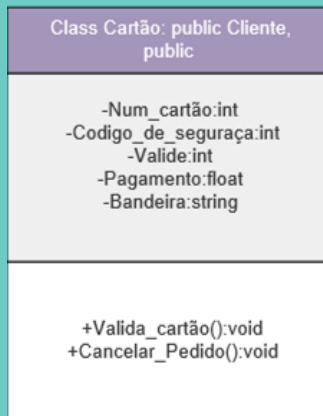 Class Cartão: public Cliente,
public
-Num_cartão:int
-Codigo_de_seguraça:int
-Valide:int
-Pagamento:float
-Bandeira:string
+Valida_cartão():void
+Cancelar_Pedido():void